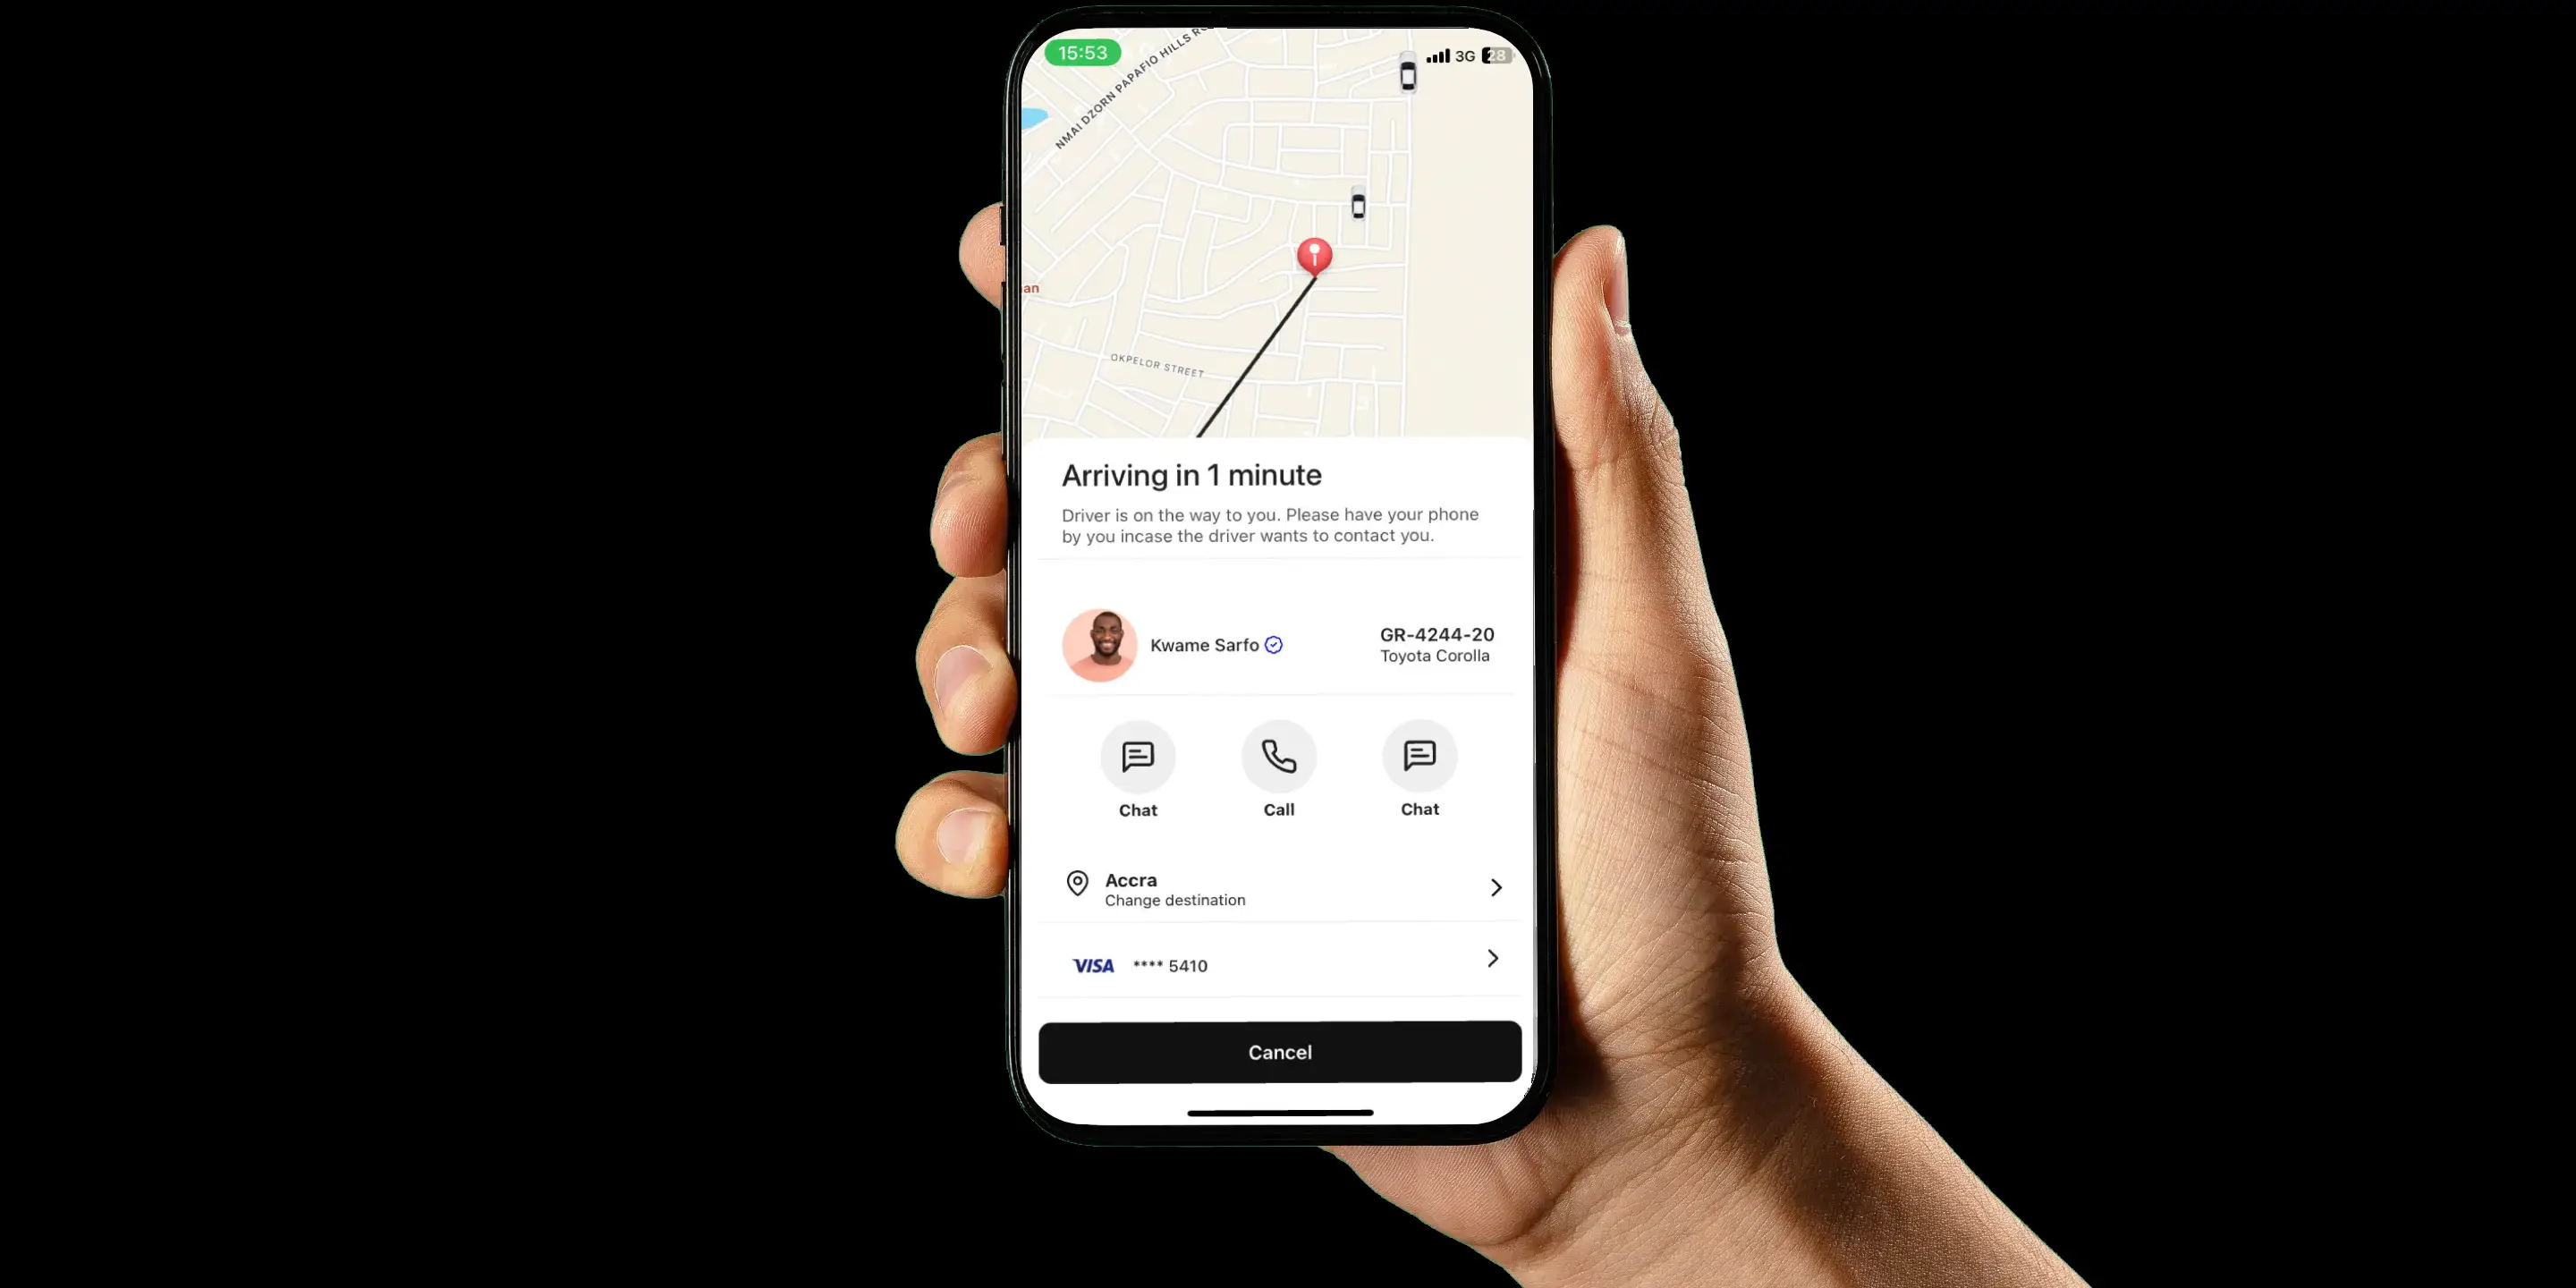 15:53
3G 28
NMAI DZORN PAPAFIO HILLS
an
OKPELOR STREET
Arriving in 1 minute
Driver is on the way to you. Please have your phone
by you incase the driver wants to contact you.
Kwame Sarfo
GR-4244-20
Toyota Corolla
Chat
Call
Chat
Accra
Change destination
VISA **** 5410
Cancel